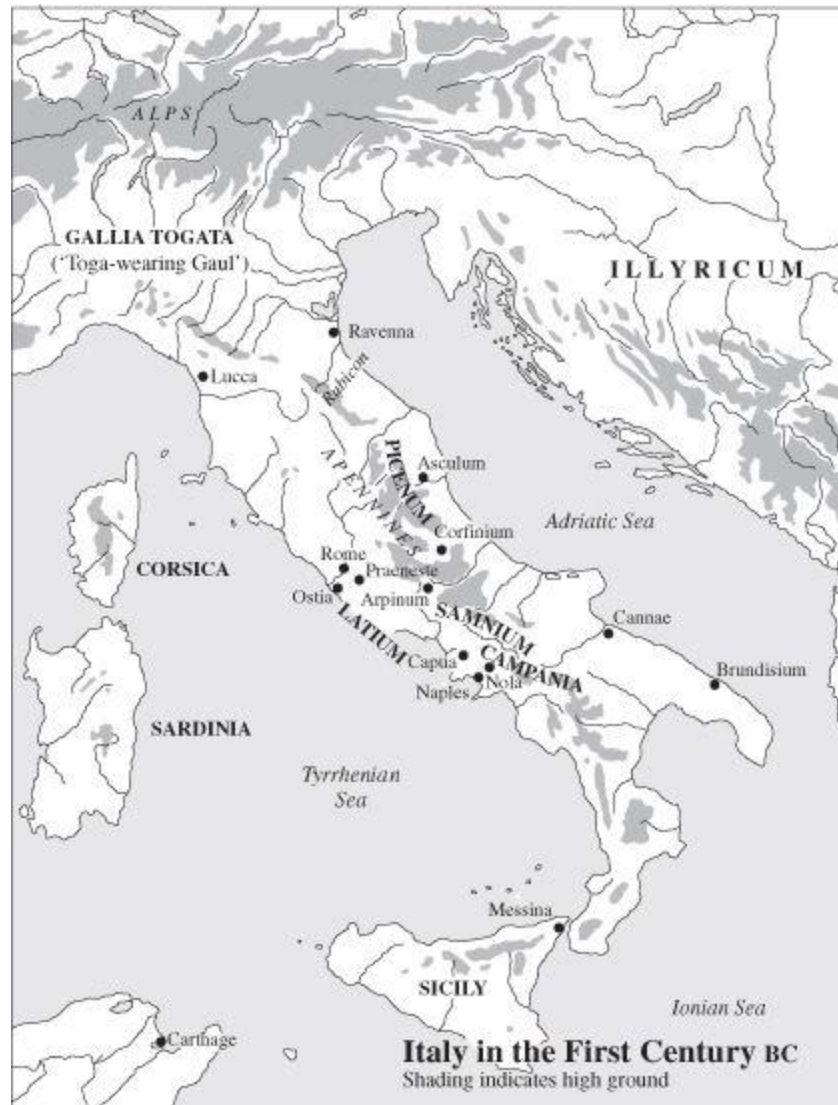 ALPS
GALLIA TOGATA
('Toga-wearing Gaul')
ILLYRICUM
Ravenna
Rubicon
Lucca
APENNINES
PICENUM
Asculum
Adriatic Sea
Corfinium
CORSICA
Rome
Praeneste
Ostia
Arpinum
LATIUM
SAMNIUM
Cannae
Capua
CAMPANIA
Naples
Nola
Brundisium
SARDINIA
Tyrrhenian
Sea
Messina
SICILY
Ionian Sea
Carthage
Italy in the First Century BC
Shading indicates high ground